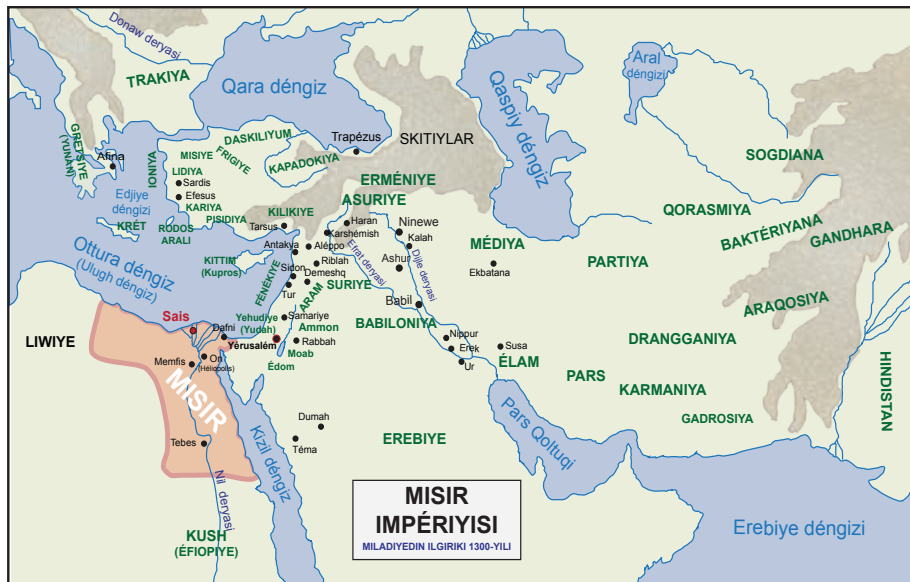 Donaw deryasi
TRAKIYA
Qara déngiz
Qaspiy déngiz
Aral
déngizi
GRETSIYE
(YUNAN)
Afina
YAINOI
DASKILIYUM
Trapézus
SKITIYLAR
MISIYE
FRIGIYE
KAPADOKIYA
LIDIYA
Sardis
Efesus
KARIYA
PISIDIYA
Edjiye
déngizi
KRÉT
RODOS
ARALI
KILIKIYE
Tarsus
ERMÉNIYE
ASURIYE
Haran
Karshémish
Ninewe
Kalah
Ashur
MÉDIYA
Ekbatana
SOGDIANA
QORASMIYA
BAKTÉRIYANA
GANDHARA
PARTIYA
ARAQOSIYA
Ottura déngiz
(Ulugh déngiz)
KITTIM
(Kupros)
Antakya
Aléppo
Riblah
Efrat deryasi
Dijle deryasi
Sidon
Demeshq
FÉNÉKIYE
Tur
ARAM
SURIYE
Babil
BABILONIYA
Samariye
Yehudiye
(Yudah)
Ammon
Rabbah
Yérusalém
Moab
Édom
Nippur
Erek
Ur
Susa
ÉLAM
DRANGGANIYA
PARS
KARMANIYA
GADROSIYA
HINDISTAN
LIWIYE
Sais
Dafni
On
(Héliopolis)
Memfis
MISIR
Tebes
Nil deryasi
Kizil déngiz
Dumah
Téma
EREBIYE
Pars Qoltuqi
KUSH
(ÉFIOPIYE)
MISIR
IMPÉRIYISI
MILADIYEDIN ILGIRIKI 1300-YILI
Erebiye déngizi